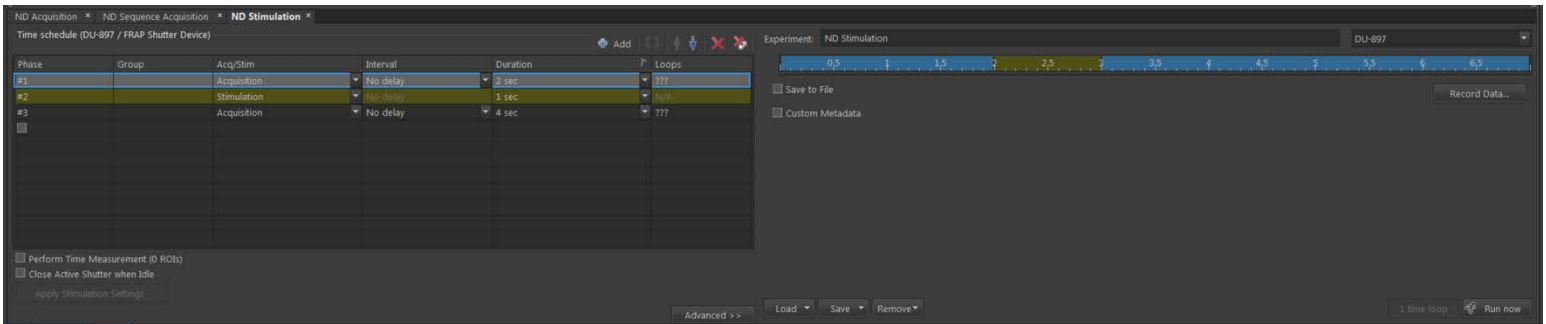 ND Acquisition × ND Sequence Acquisition × ND Stimulation ×
Time schedule (DU-897 / FRAP Shutter Device)
Add
Phase Group Acq/Stim Interval Duration Loops
#1 Acquisition No delay 2 sec ???
#2 Stimulation No delay 1 sec N/A
#3 Acquisition No delay 4 sec ???
Perform Time Measurement (0 ROIs)
Close Active Shutter when Idle
Apply Stimulation Settings
Advanced >>
Experiment: ND Stimulation DU-897
0,5 1 1,5 2 2,5 3 3,5 4 4,5 5 5,5 6 6,5
Save to File
Record Data...
Custom Metadata
Load Save Remove 1 time loop Run now